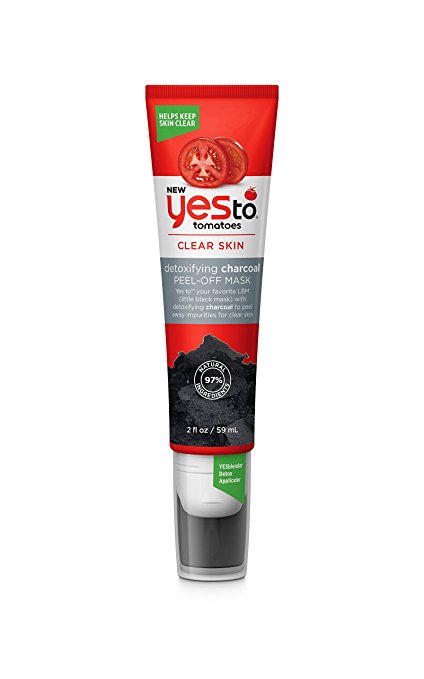 HELPS KEEP
SKIN CLEAR
NEW
yes to
tomatoes
CLEAR SKIN
detoxifying charcoal
PEEL-OFF MASK
Yes to™ your favorite LBM
(little black mask) with
detoxifying charcoal to peel
away impurities for clear skin
NATURAL
97%
INGREDIENTS
2 fl oz / 59 mL
YESblender
Detox
Applicator